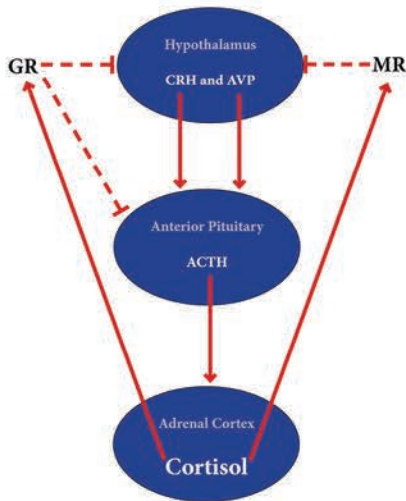 Hypothalamus
GR
MR
CRH and AVP
Anterior Pituitary
ACTH
Adrenal Cortex
Cortisol